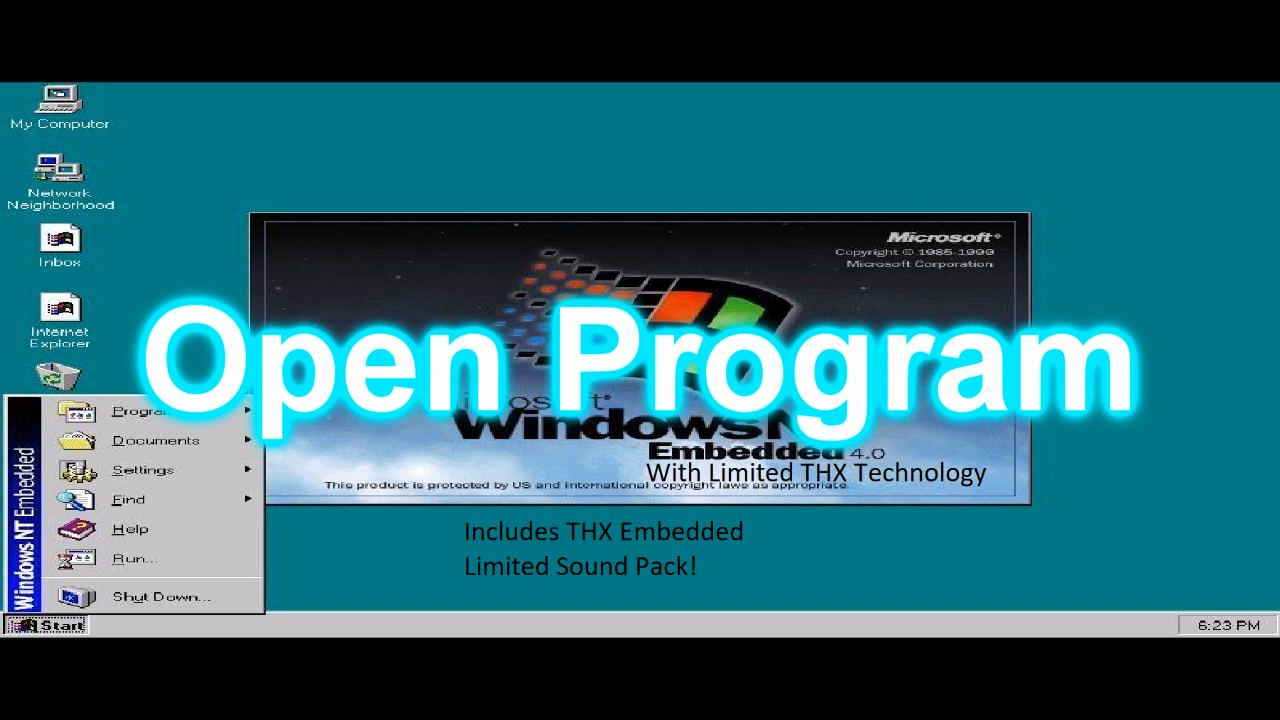 My Computer
Network
Neighborhood
Inbox
Internet
Explorer
Microsoft
Copyright © 1985-1999
Microsoft Corporation
Open Program
Windows
Embedded 4.0
With Limited THX Technology
This product is protected by US and international copyright laws as appropriate.
Includes THX Embedded
Limited Sound Pack!
Windows NT Embedded
Documents
Settings
Find
Help
Run...
Shut Down...
Start
6:23 PM